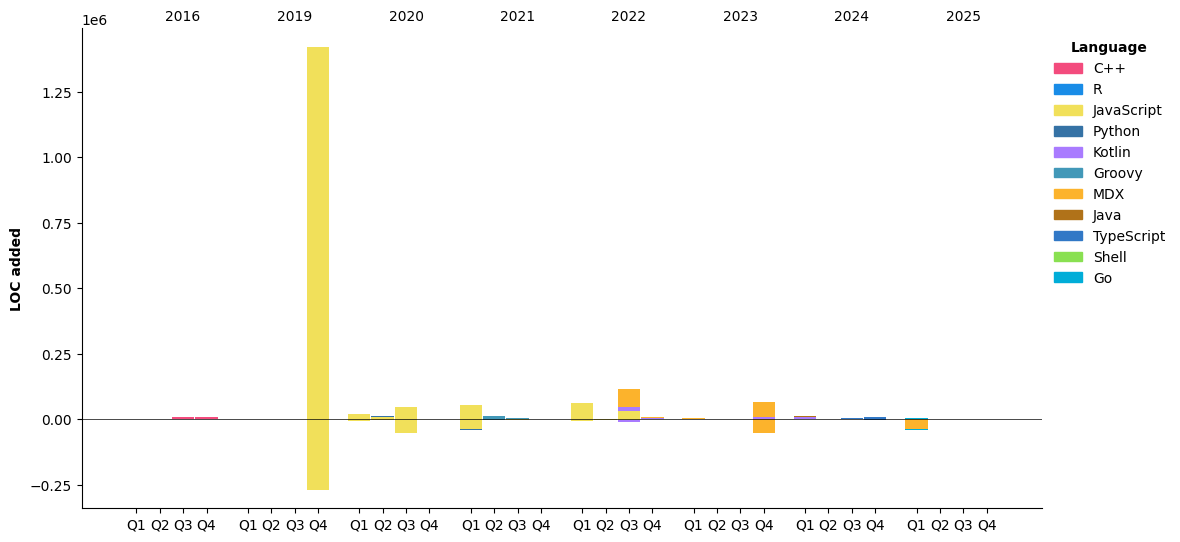 2016 2019 2020 2021 2022 2023 2024 2025
1e6
Language
C++
R
JavaScript
Python
Kotlin
Groovy
MDX
Java
TypeScript
Shell
Go
LOC added
1.25
1.00
0.75
0.50
0.25
0.00
−0.25
Q1 Q2 Q3 Q4 Q1 Q2 Q3 Q4 Q1 Q2 Q3 Q4 Q1 Q2 Q3 Q4 Q1 Q2 Q3 Q4 Q1 Q2 Q3 Q4 Q1 Q2 Q3 Q4 Q1 Q2 Q3 Q4